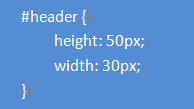 #header {
height: 50px;
width: 30px;
}